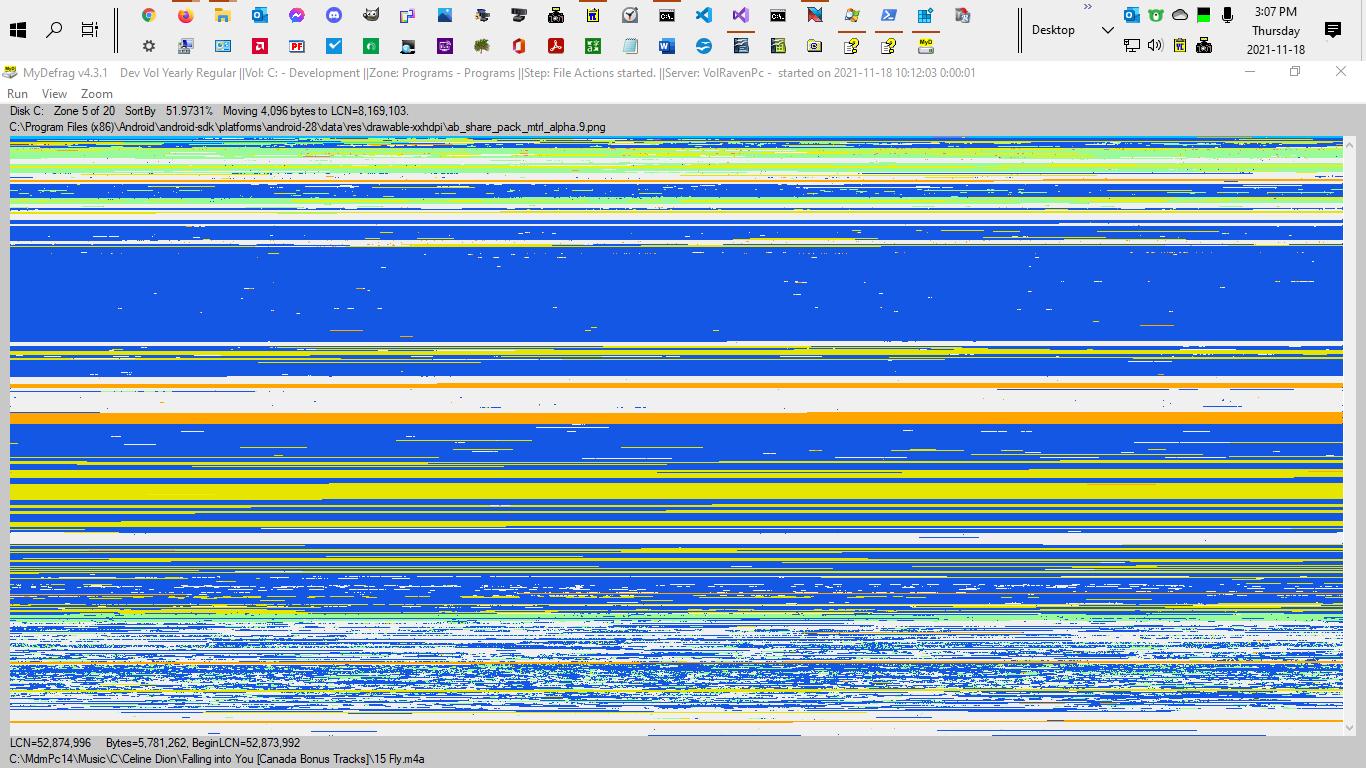 3:07 PM
Desktop
Thursday
2021-11-18
MyDefrag v4.3.1 Dev Vol Yearly Regular ||Vol: C: - Development ||Zone: Programs - Programs ||Step: File Actions started. ||Server: VolRavenPc - started on 2021-11-18 10:12:03 0:00:01
Run View Zoom
Disk C: Zone 5 of 20 SortBy 51.9731% Moving 4,096 bytes to LCN=8,169,103.
C:\Program Files (x86)\Android\android-sdk\platforms\android-28\data\res\drawable-xxhdpi\ab_share_pack_mtrl_alpha.9.png
LCN=52,874,996 Bytes=5,781,262, BeginLCN=52,873,992
C:\MdmPc14\Music\C\Celine Dion\Falling into You [Canada Bonus Tracks]\15 Fly.m4a